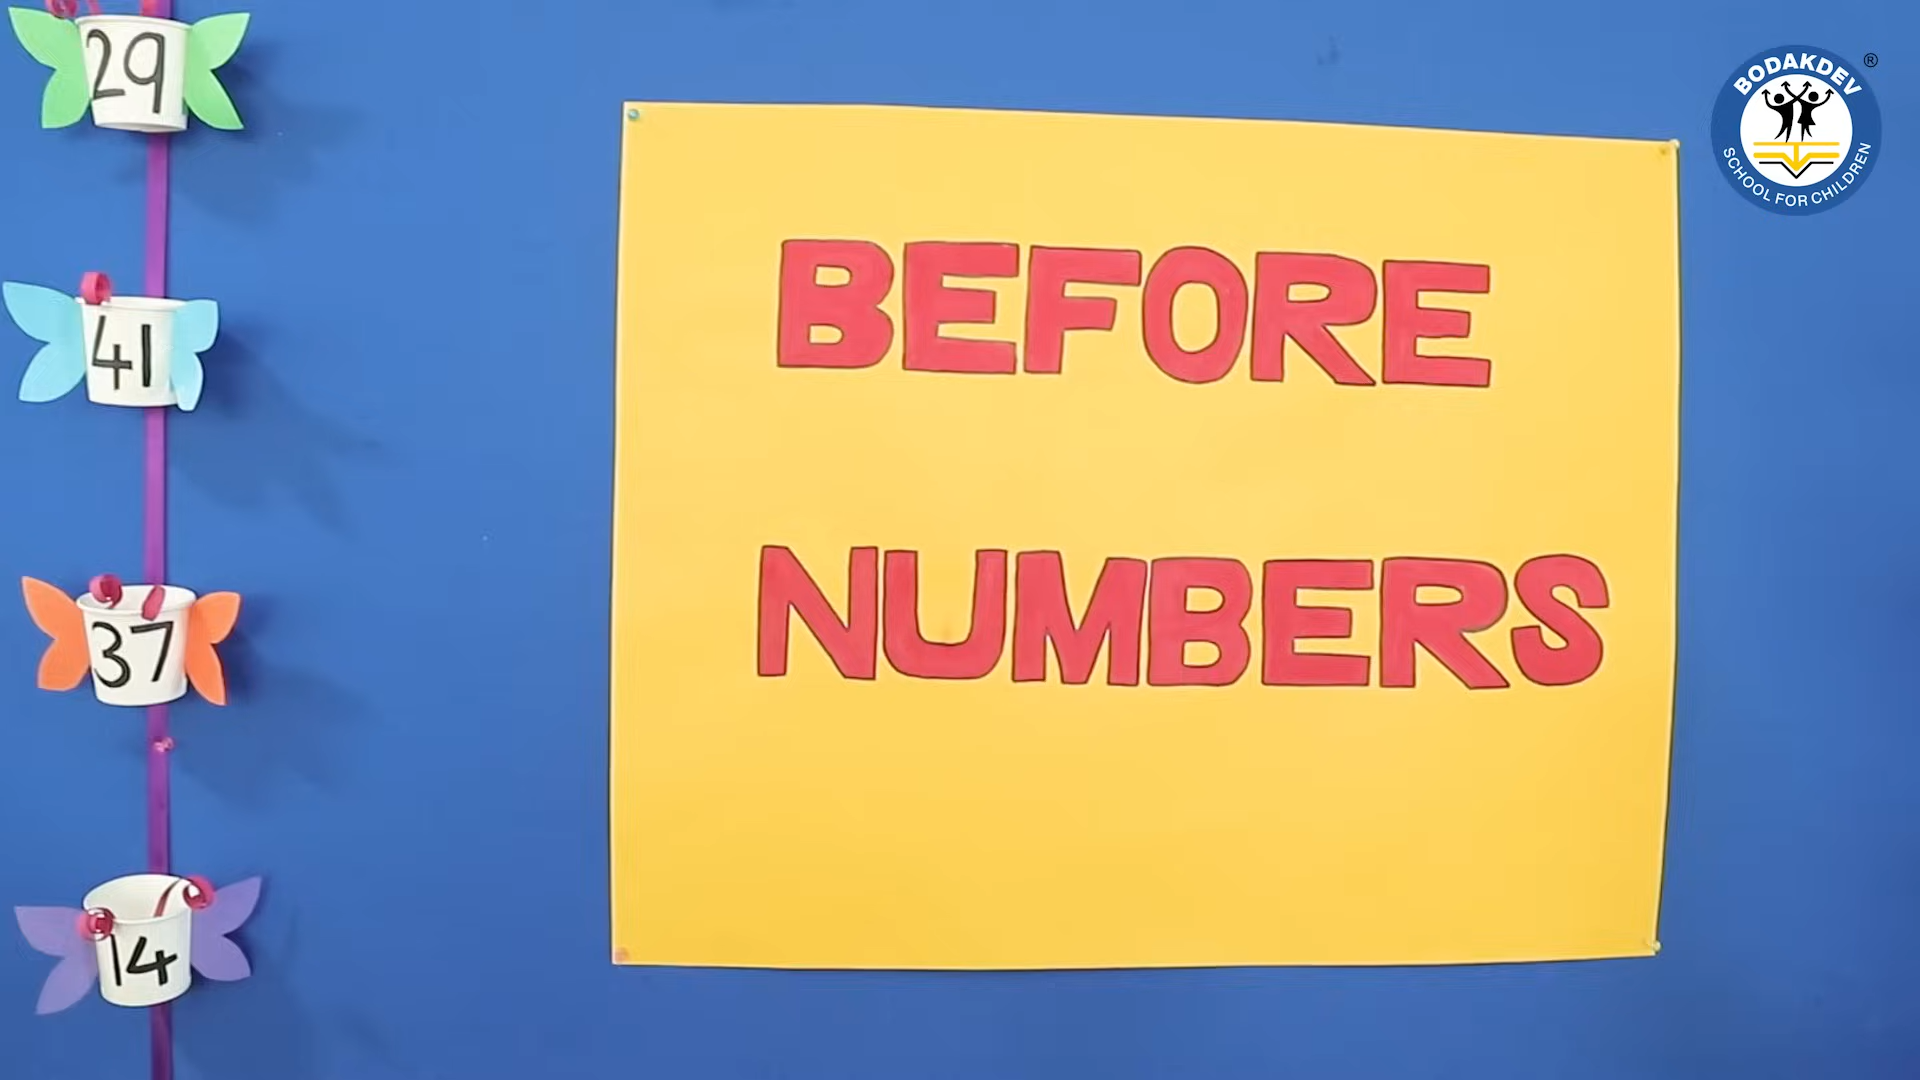 29
41
37
14
BEFORE
NUMBERS
BODAKDEV
®
SCHOOL FOR CHILDREN